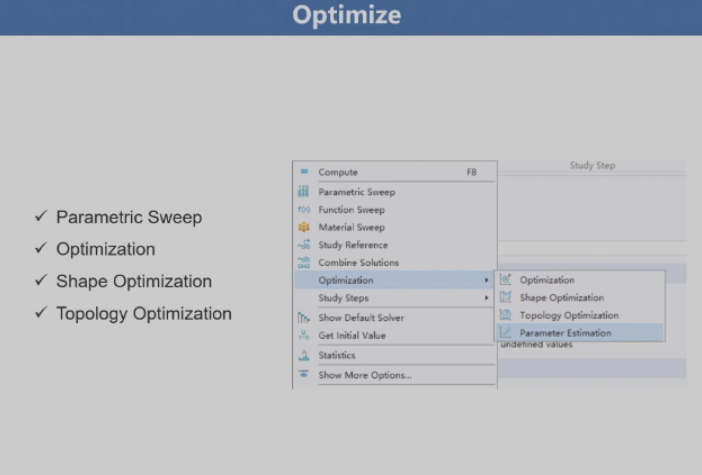 Optimize
✓ Parametric Sweep
✓ Optimization
✓ Shape Optimization
✓ Topology Optimization
Study Step
Compute F8
Parametric Sweep
f(x) Function Sweep
Material Sweep
Study Reference
Combine Solutions
Optimization
Study Steps
Show Default Solver
Get Initial Value
Statistics
Show More Options...
Optimization
Shape Optimization
Topology Optimization
Parameter Estimation
undefined values